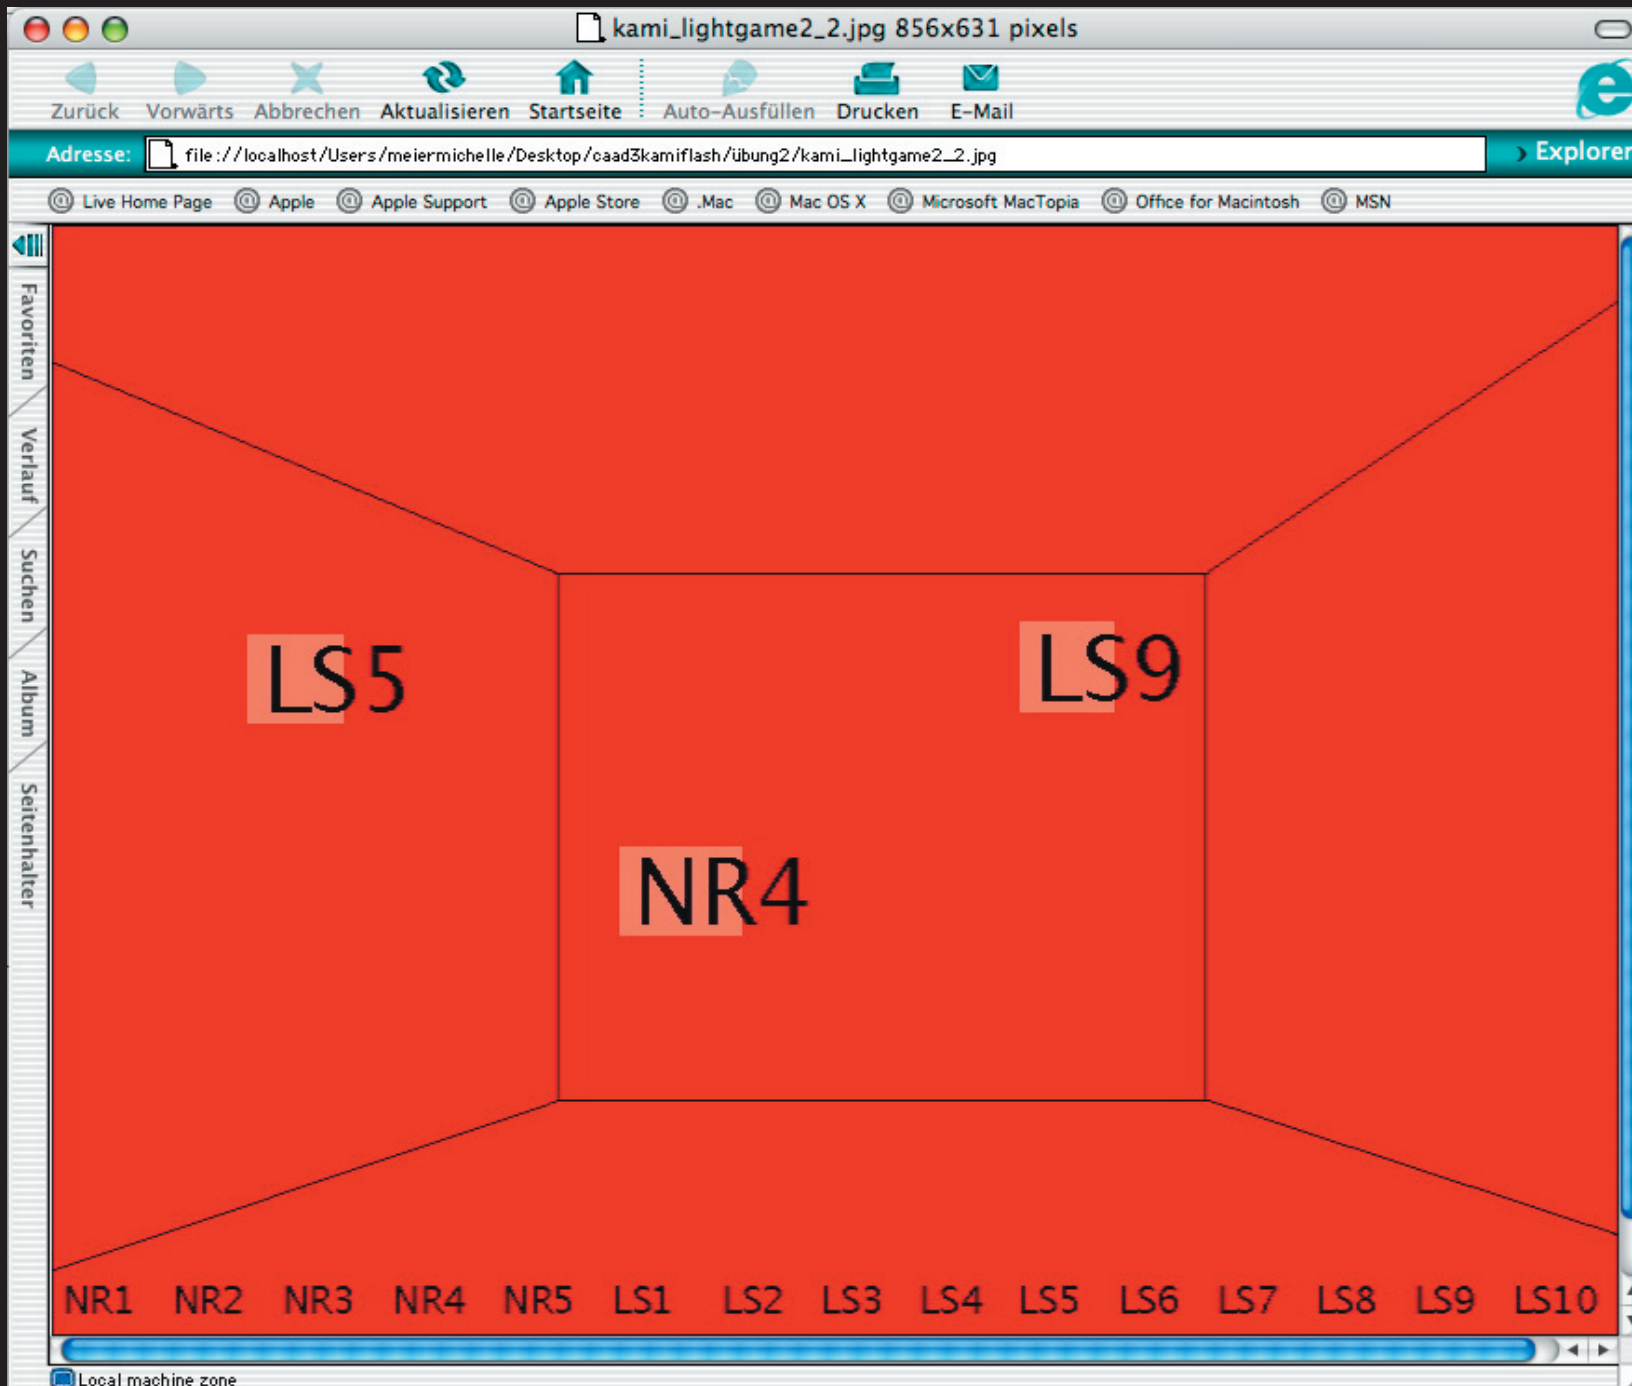 kami_lightgame2_2.jpg 856x631 pixels
Zurück Vorwärts Abbrechen Aktualisieren Startseite Auto-Ausfüllen Drucken E-Mail
Adresse: file://localhost/Users/meiermichelle/Desktop/caad3kamiflash/übung2/kami_lightgame2_2.jpg › Explorer
@ Live Home Page @ Apple @ Apple Support @ Apple Store @ .Mac @ Mac OS X @ Microsoft MacTopia @ Office for Macintosh @ MSN
Favoriten
Verlauf
Suchen
Album
Seitenhalter
LS5
LS9
NR4
NR1 NR2 NR3 NR4 NR5 LS1 LS2 LS3 LS4 LS5 LS6 LS7 LS8 LS9 LS10
Local machine zone